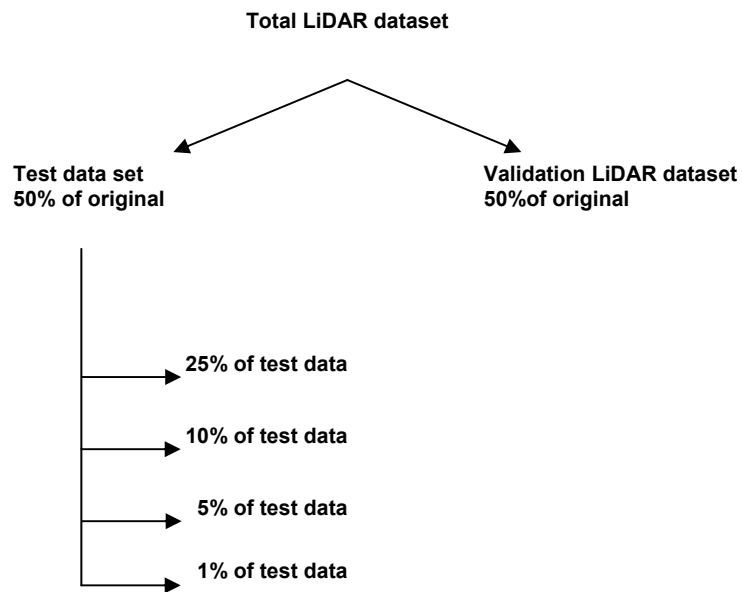 Total LiDAR dataset
Test data set
50% of original
Validation LiDAR dataset
50%of original
25% of test data
10% of test data
5% of test data
1% of test data